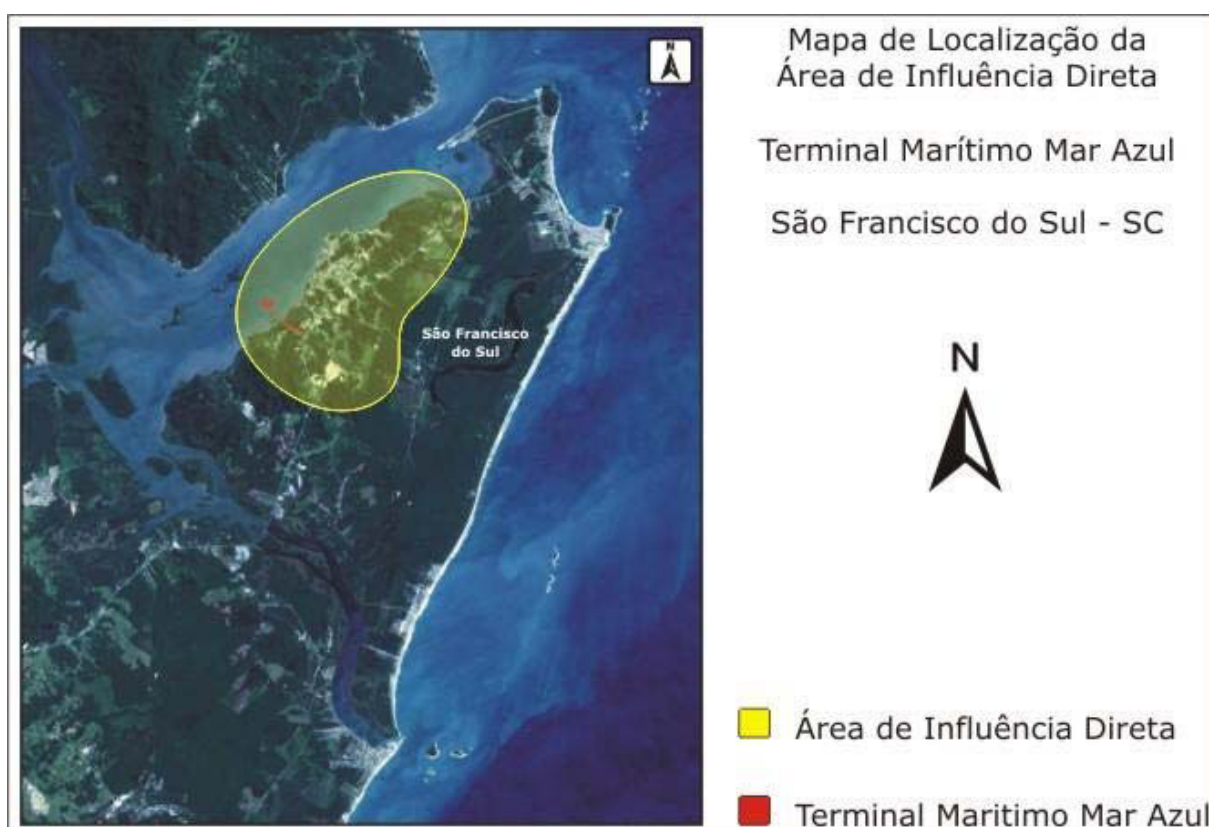 N
Mapa de Localização da
Área de Influência Direta
Terminal Marítimo Mar Azul
São Francisco do Sul - SC
São Francisco
do Sul
N
Área de Influência Direta
Terminal Maritimo Mar Azul